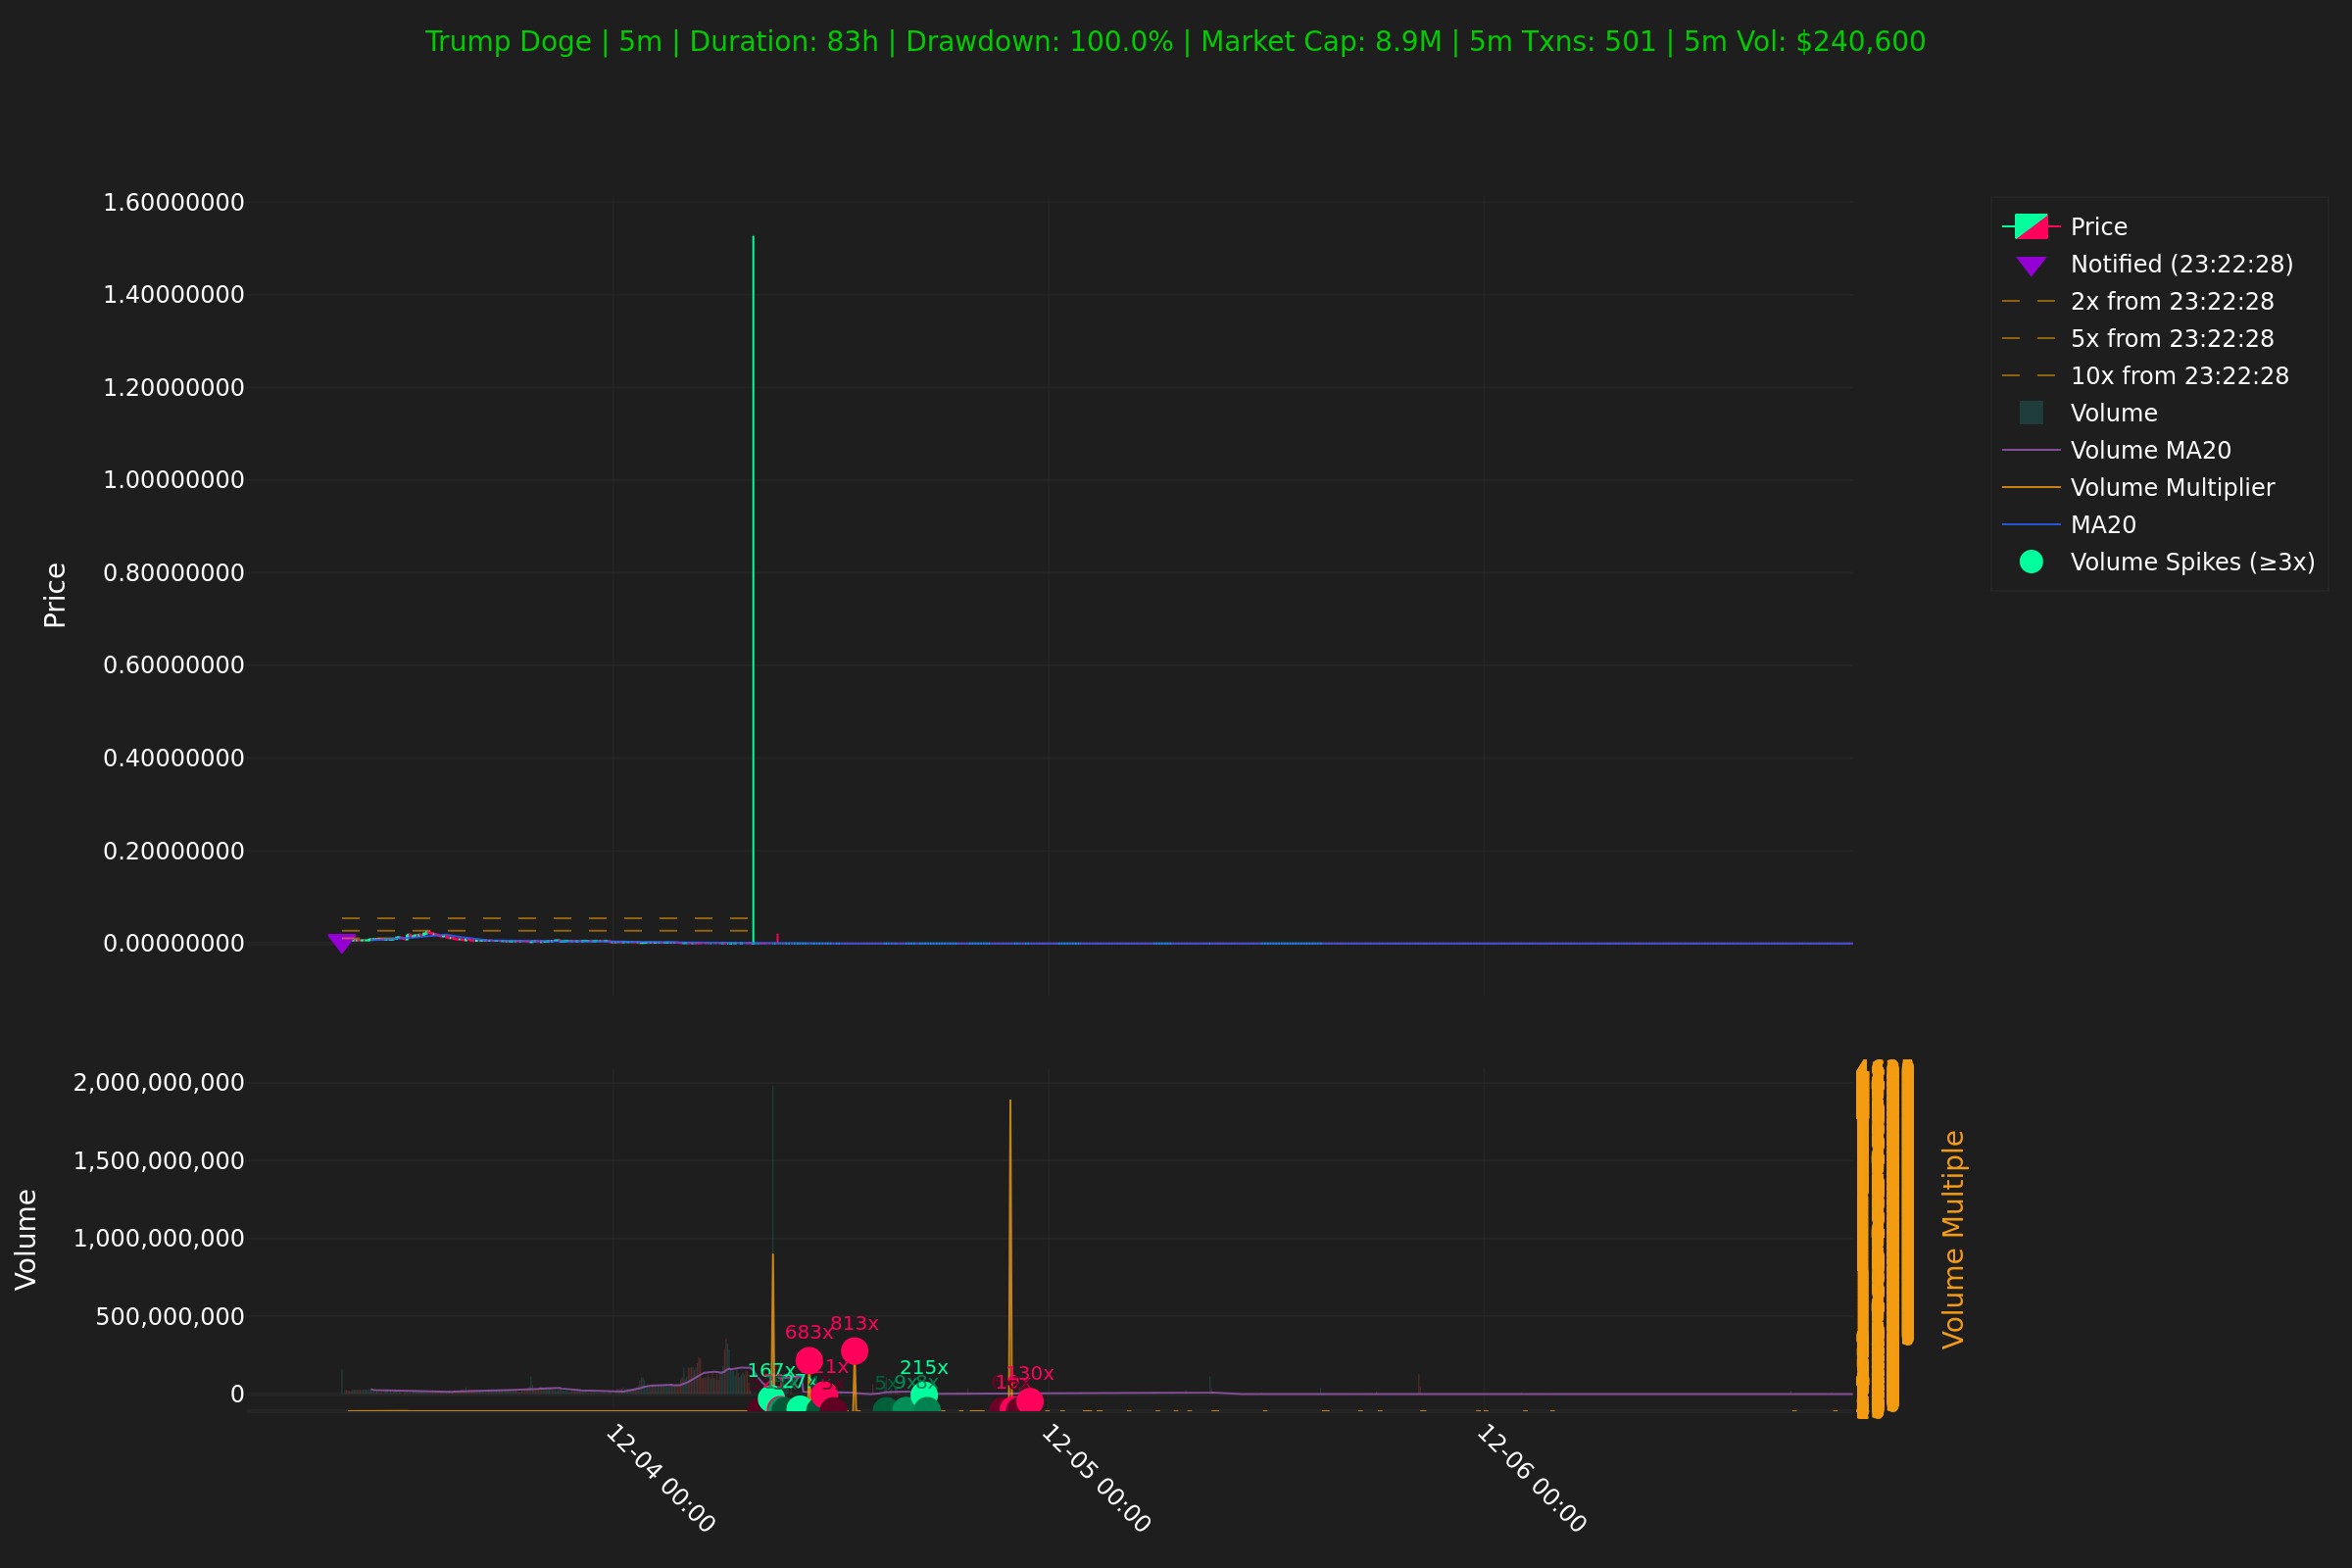 Trump Doge | 5m | Duration: 83h | Drawdown: 100.0% | Market Cap: 8.9M | 5m Txns: 501 | 5m Vol: $240,600
1.60000000
1.40000000
1.20000000
1.00000000
0.80000000
0.60000000
0.40000000
0.20000000
0.00000000
Price
Price
Notified (23:22:28)
2x from 23:22:28
5x from 23:22:28
10x from 23:22:28
Volume
Volume MA20
Volume Multiplier
MA20
Volume Spikes (≥3x)
2,000,000,000
1,500,000,000
1,000,000,000
500,000,000
0
Volume
683x
813x
167x
27x
5x
9x
8x
215x
130x
Volume Multiple
12-04 00:00
12-05 00:00
12-06 00:00